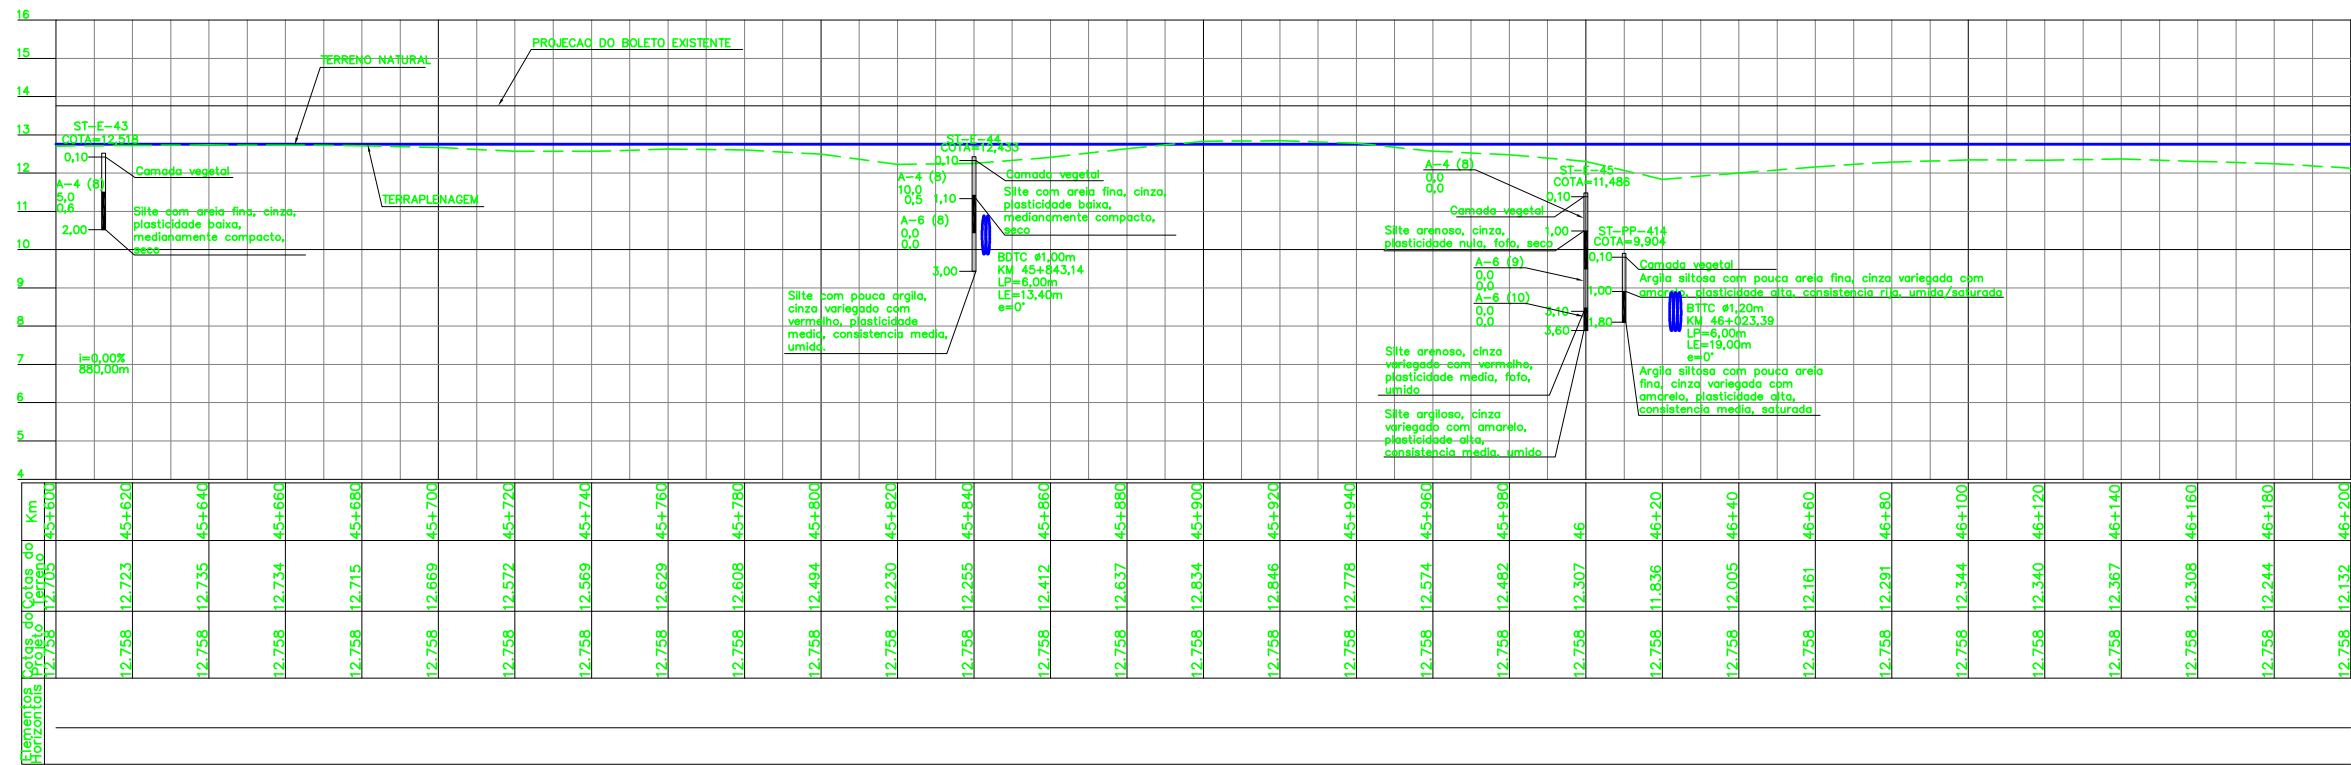 16
15
14
13
12
11
10
9
8
7
6
5
4
TERRENO NATURAL
PROJECAO DO BOLETO EXISTENTE
TERRAPLENAGEM
ST-E-43
COTA=12,518
0,10
Camada vegetal
A-4 (8)
5,0
0,6
2,00
Silte com areia fina, cinza,
plasticidade baixa,
medianamente compacto,
seco
i=0,00%
880,00m
ST-E-44
COTA=12,433
0,10
Camada vegetal
A-4 (8)
10,0
0,5
1,10
Silte com areia fina, cinza,
plasticidade baixa,
medianamente compacto,
seco
A-6 (8)
0,0
0,0
3,00
BDTC ø1,00m
KM 45+843,14
LP=6,00m
LE=13,40m
e=0°
Silte com pouca argila,
cinza variegado com
vermelho, plasticidade
media, consistencia media,
umido.
A-4 (8)
0,0
0,0
ST-E-45
COTA=11,486
0,10
Camada vegetal
1,00
Silte arenoso, cinza,
plasticidade nula, fofo, seco
A-6 (9)
0,0
0,0
A-6 (10)
0,0
0,0
3,10
3,60
Silte arenoso, cinza
variegado com vermelho,
plasticidade media, fofo,
umido
Silte argiloso, cinza
variegado com amarelo,
plasticidade alta,
consistencia media, umido
ST-PP-414
COTA=9,904
0,10
Camada vegetal
Argila siltosa com pouca areia fina, cinza variegada com
amarelo, plasticidade alta, consistencia rija, umida/saturada
1,00
1,80
BTTC ø1,20m
KM 46+023,39
LP=6,00m
LE=19,00m
e=0°
Argila siltosa com pouca areia
fina, cinza variegada com
amarelo, plasticidade alta,
consistencia media, saturada
Km
45+600 45+620 45+640 45+660 45+680 45+700 45+720 45+740 45+760 45+780 45+800 45+820 45+840 45+860 45+880 45+900 45+920 45+940 45+960 45+980 46 46+20 46+40 46+60 46+80 46+100 46+120 46+140 46+160 46+180 46+200
Cotas do
Terreno
12.705 12.723 12.735 12.734 12.715 12.669 12.572 12.569 12.629 12.608 12.494 12.230 12.255 12.412 12.637 12.834 12.846 12.778 12.574 12.482 12.307 11.836 12.005 12.161 12.291 12.344 12.340 12.367 12.308 12.244 12.132
Cotas do
Projeto
12.758 12.758 12.758 12.758 12.758 12.758 12.758 12.758 12.758 12.758 12.758 12.758 12.758 12.758 12.758 12.758 12.758 12.758 12.758 12.758 12.758 12.758 12.758 12.758 12.758 12.758 12.758 12.758 12.758 12.758 12.758
Elementos
Horizontais